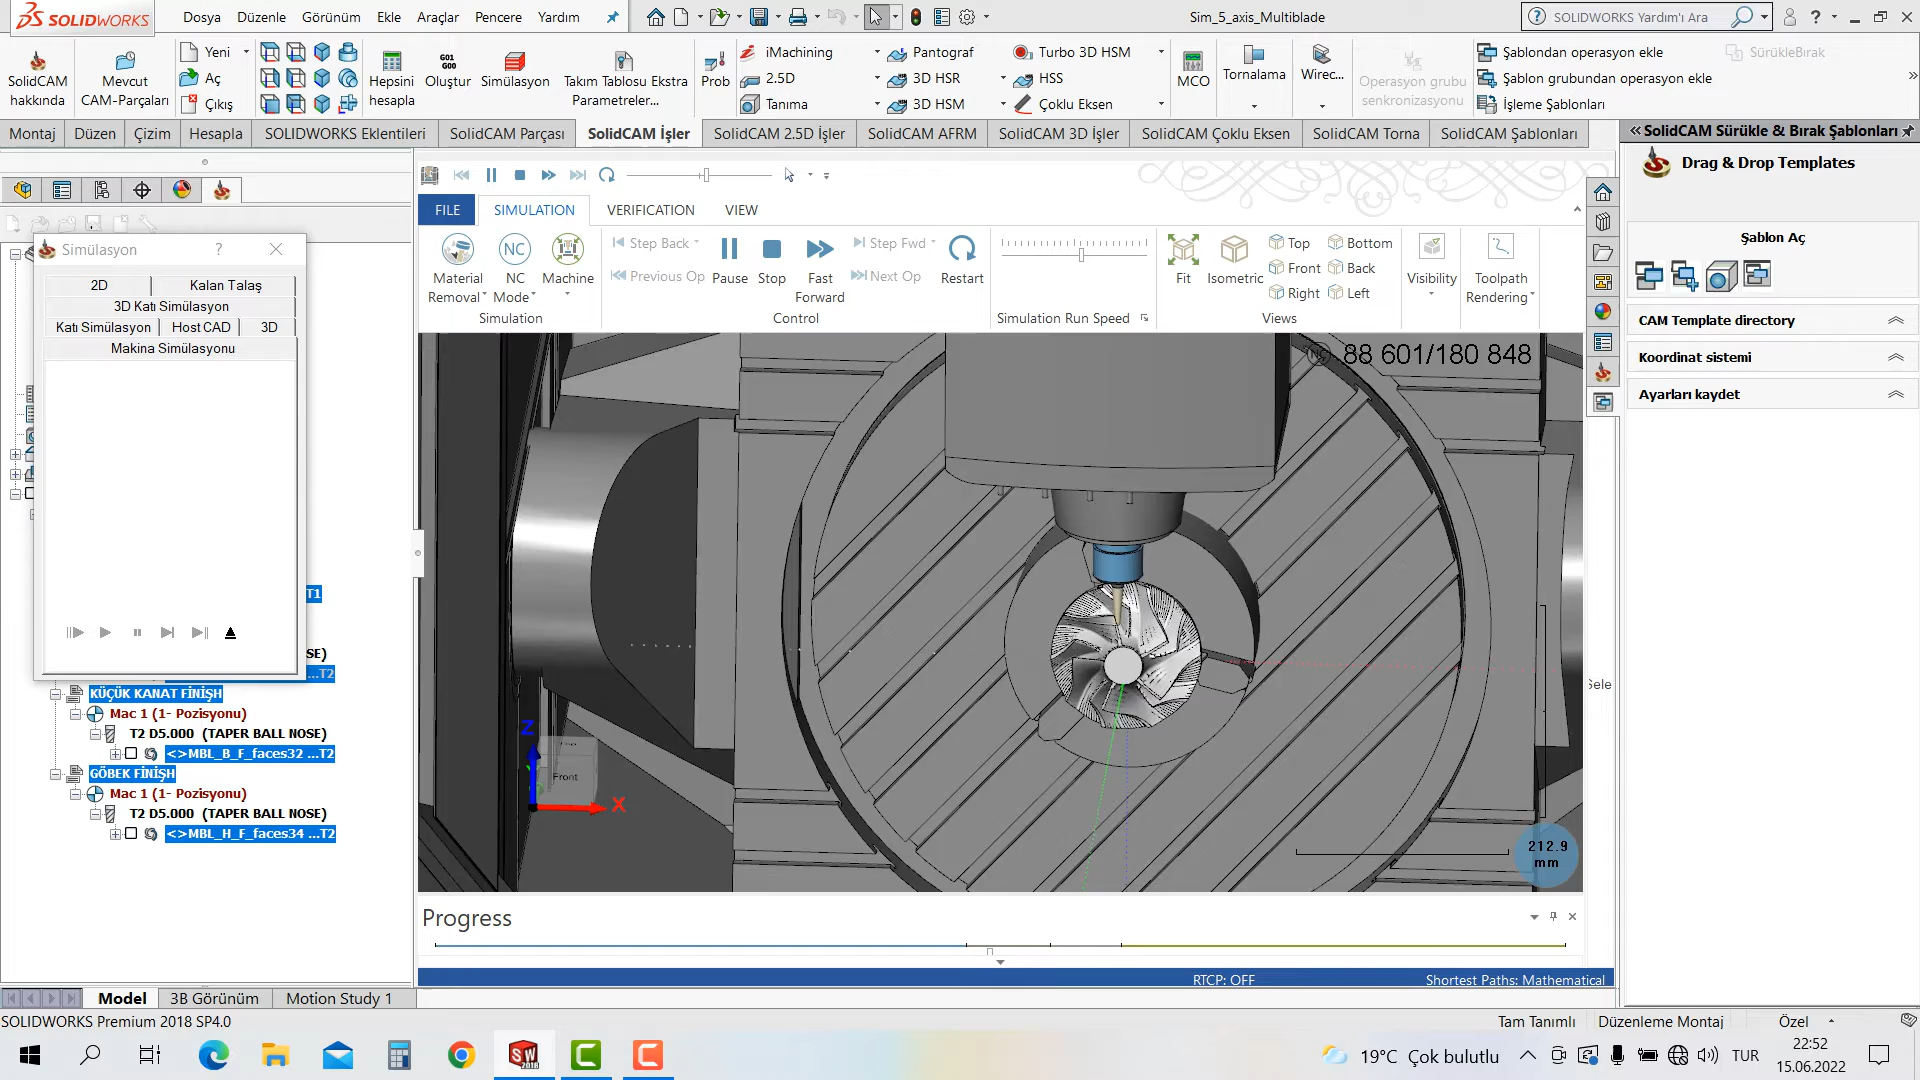 SOLIDWORKS
Dosya
Düzenle
Görünüm
Ekle
Araçlar
Pencere
Yardım
Sim_5_axis_Multiblade
SOLIDWORKS Yardım'ı Ara
SolidCAM hakkında
Mevcut CAM-Parçaları
Yeni
Aç
Çıkış
Hepsini hesapla
G01 G00
Oluştur
Simülasyon
Takım Tablosu Ekstra Parametreler...
Prob
iMachining
2.5D
Tanıma
Pantograf
3D HSR
3D HSM
Turbo 3D HSM
HSS
Çoklu Eksen
MCO
Tornalama
Wirec...
Operasyon grubu senkronizasyonu
Şablondan operasyon ekle
Şablon grubundan operasyon ekle
İşleme Şablonları
SürükleBırak
Montaj
Düzen
Çizim
Hesapla
SOLIDWORKS Eklentileri
SolidCAM Parçası
SolidCAM İşler
SolidCAM 2.5D İşler
SolidCAM AFRM
SolidCAM 3D İşler
SolidCAM Çoklu Eksen
SolidCAM Torna
SolidCAM Şablonları
SolidCAM Sürükle & Bırak Şablonları
Drag & Drop Templates
Şablon Aç
CAM Template directory
Koordinat sistemi
Ayarları kaydet
Simülasyon
?
2D
Kalan Talaş
3D Katı Simülasyon
Katı Simülasyon
Host CAD
3D
Makina Simülasyonu
T1
SE)
...T2
KÜÇÜK KANAT FİNİŞH
Mac 1 (1- Pozisyonu)
T2 D5.000 (TAPER BALL NOSE)
<>MBL_B_F_faces32 ...T2
GÖBEK FİNİŞH
Mac 1 (1- Pozisyonu)
T2 D5.000 (TAPER BALL NOSE)
<>MBL_H_F_faces34 ...T2
FILE
SIMULATION
VERIFICATION
VIEW
Material Removal
NC
NC Mode
Machine
Simulation
Step Back
Previous Op
Pause
Stop
Fast Forward
Step Fwd
Next Op
Restart
Control
Simulation Run Speed
Fit
Isometric
Top
Front
Right
Bottom
Back
Left
Views
Visibility
Toolpath Rendering
NC
88 601/180 848
Z
X
Front
212.9 mm
Sele
Progress
RTCP: OFF
Shortest Paths: Mathematical
Model
3B Görünüm
Motion Study 1
SOLIDWORKS Premium 2018 SP4.0
Tam Tanımlı
Düzenleme Montaj
Özel
19°C Çok bulutlu
TUR
22:52
15.06.2022